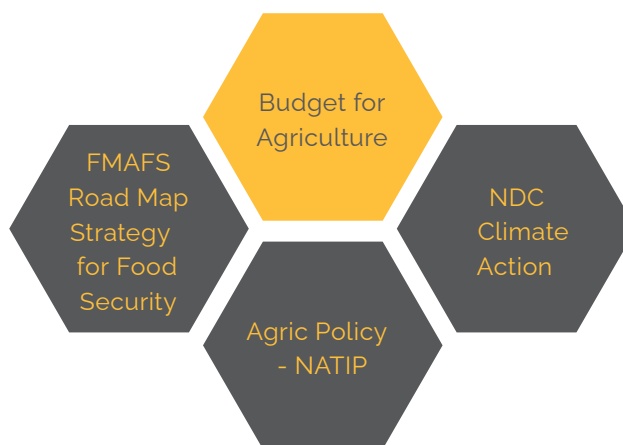 Budget for
Agriculture
FMAFS
Road Map
Strategy
for Food
Security
NDC
Climate
Action
Agric Policy
- NATIP